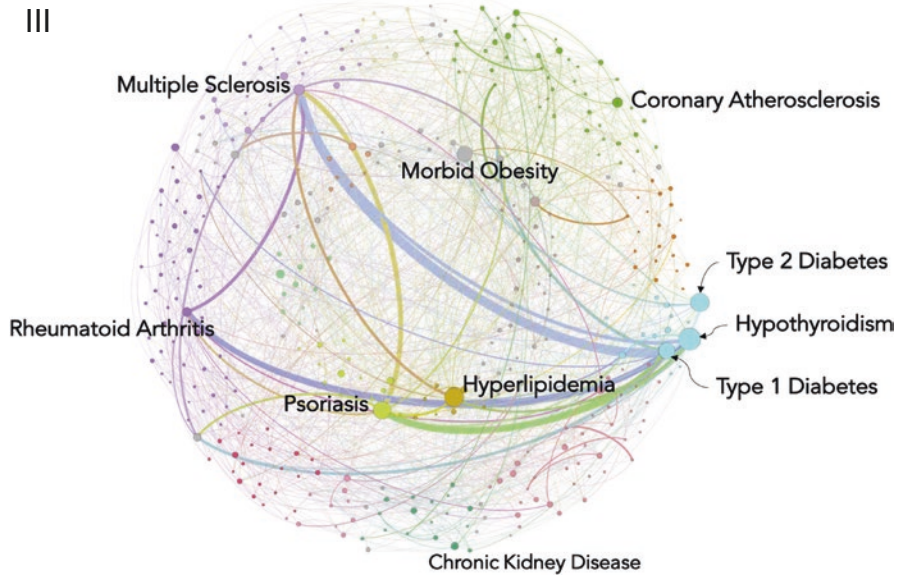 III
Multiple Sclerosis
Coronary Atherosclerosis
Morbid Obesity
Type 2 Diabetes
Hypothyroidism
Rheumatoid Arthritis
Type 1 Diabetes
Hyperlipidemia
Psoriasis
Chronic Kidney Disease